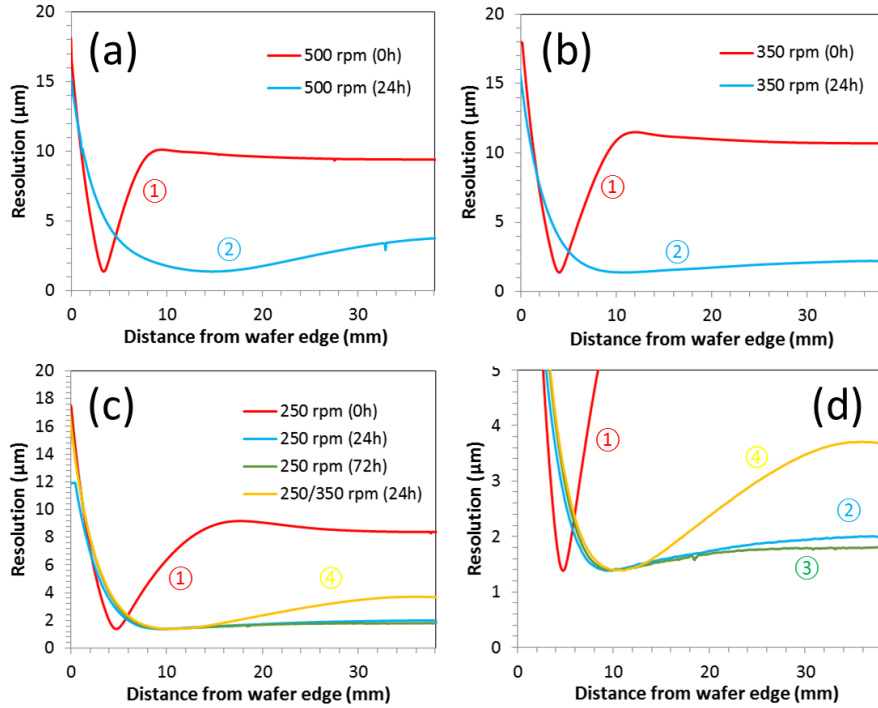 (a)
500 rpm (0h)
500 rpm (24h)
Resolution (µm)
20
15
10
5
0
①
②
0 10 20 30
Distance from wafer edge (mm)
(b)
350 rpm (0h)
350 rpm (24h)
Resolution (µm)
20
15
10
5
0
①
②
0 10 20 30
Distance from wafer edge (mm)
(c)
250 rpm (0h)
250 rpm (24h)
250 rpm (72h)
250/350 rpm (24h)
Resolution (µm)
20
18
16
14
12
10
8
6
4
2
0
①
④
0 10 20 30
Distance from wafer edge (mm)
(d)
Resolution (µm)
5
4
3
2
1
0
①
④
②
③
0 10 20 30
Distance from wafer edge (mm)